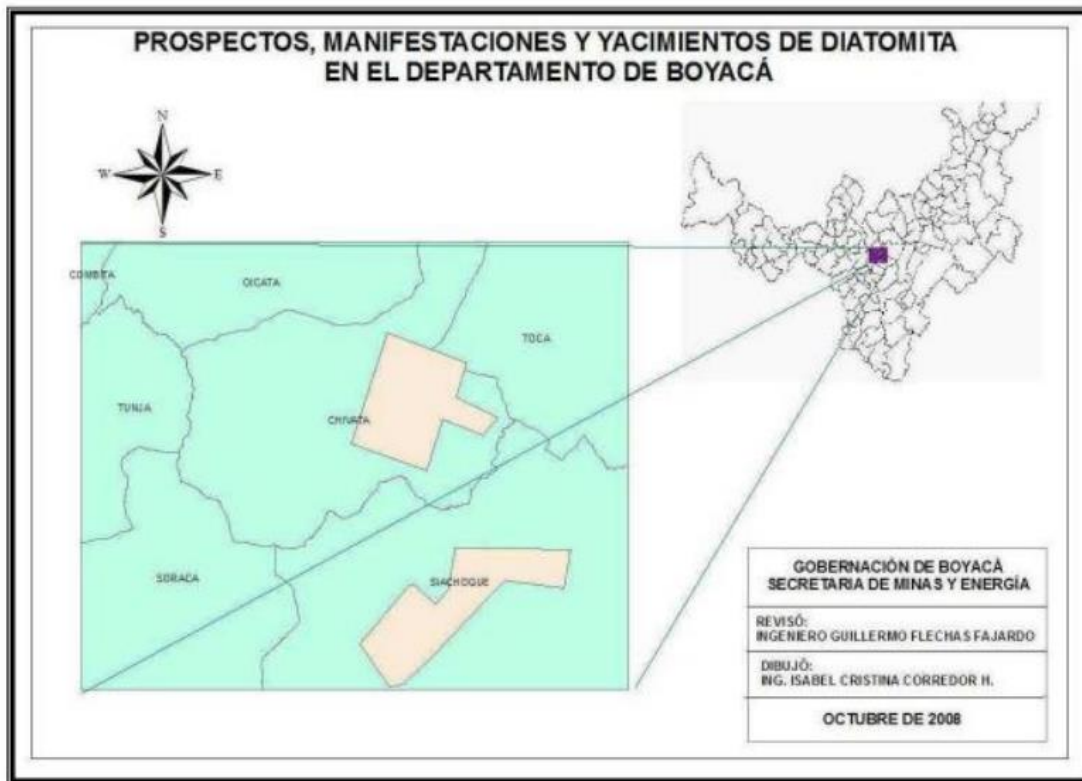 PROSPECTOS, MANIFESTACIONES Y YACIMIENTOS DE DIATOMITA
EN EL DEPARTAMENTO DE BOYACÁ
N
W
E
S
COMBITA
OICATA
TOCA
TUNJA
CHIVATA
SORACA
SIACHOQUE
GOBERNACIÓN DE BOYACÁ
SECRETARIA DE MINAS Y ENERGÍA
REVISÓ:
INGENIERO GUILLERMO FLECHAS FAJARDO
DIBUJÓ:
ING. ISABEL CRISTINA CORREDOR H.
OCTUBRE DE 2008